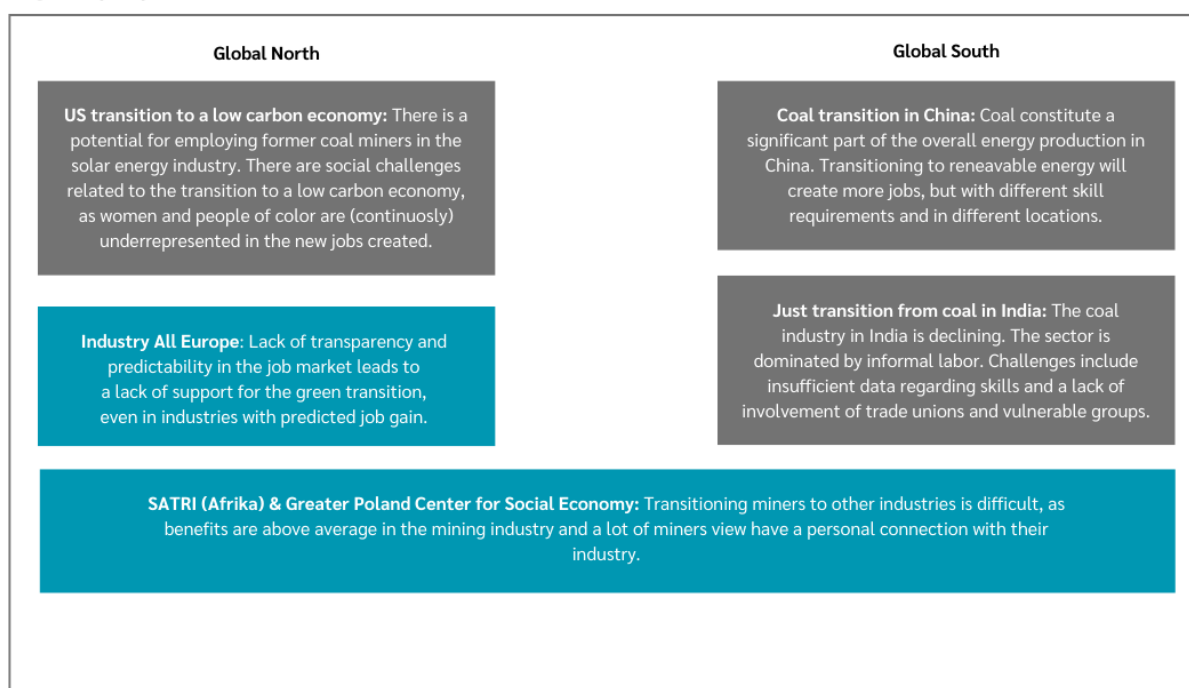 Global North
US transition to a low carbon economy: There is a
potential for employing former coal miners in the
solar energy industry. There are social challenges
related to the transition to a low carbon economy,
as women and people of color are (continuosly)
underrepresented in the new jobs created.
Industry All Europe: Lack of transparency and
predictability in the job market leads to
a lack of support for the green transition,
even in industries with predicted job gain.
Global South
Coal transition in China: Coal constitute a
significant part of the overall energy production in
China. Transitioning to reneavable energy will
create more jobs, but with different skill
requirements and in different locations.
Just transition from coal in India: The coal
industry in India is declining. The sector is
dominated by informal labor. Challenges include
insufficient data regarding skills and a lack of
involvement of trade unions and vulnerable groups.
SATRI (Afrika) & Greater Poland Center for Social Economy: Transitioning miners to other industries is difficult, as
benefits are above average in the mining industry and a lot of miners view have a personal connection with their
industry.